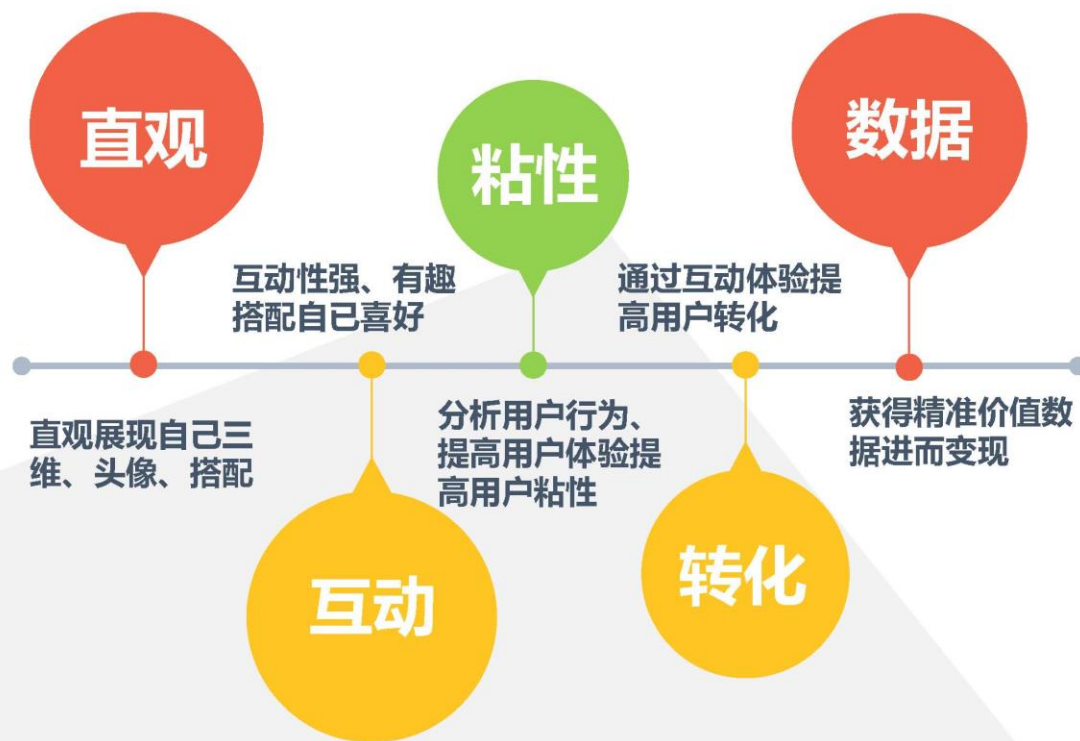 直观
直观展现自己三
维、头像、搭配
互动性强、有趣
搭配自已喜好
互动
粘性
分析用户行为、
提高用户体验提
高用户粘性
通过互动体验提
高用户转化
转化
数据
获得精准价值数
据进而变现